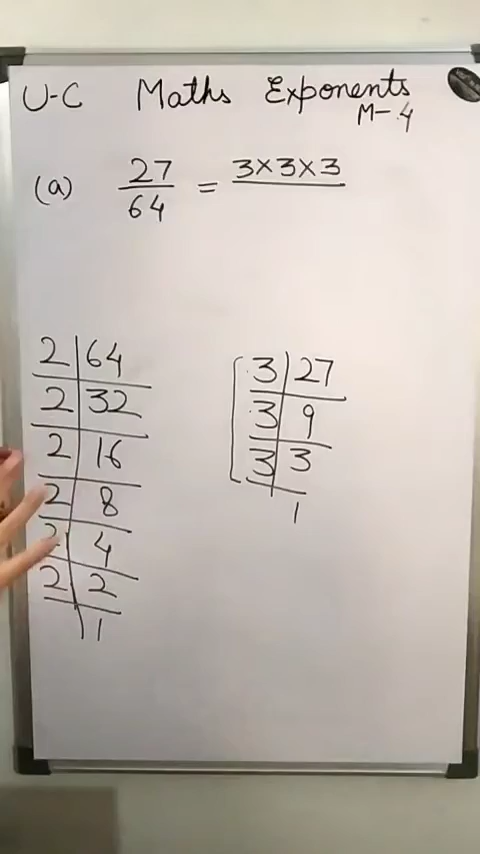 U-C Maths Exponents
M-4
(a) 27/64 = 3×3×3
2 | 64
2 | 32
2 | 16
2 | 8
2 | 4
2 | 2
1
3 | 27
3 | 9
3 | 3
1